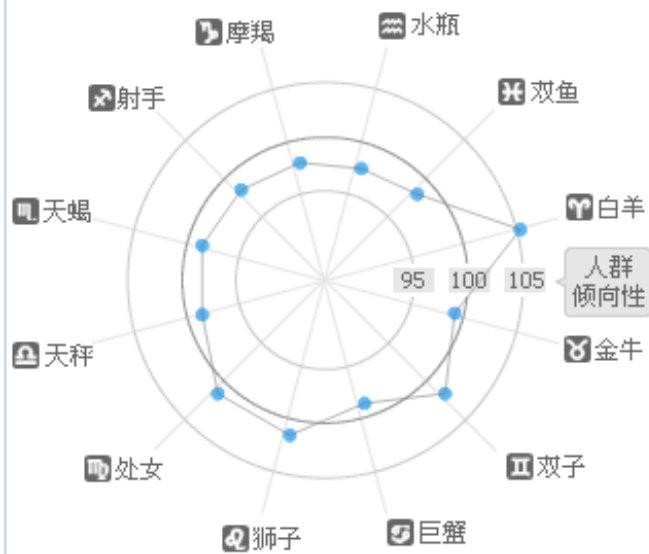 摩羯
水瓶
射手
双鱼
天蝎
白羊
95
100
105
人群
倾向性
天秤
金牛
处女
双子
狮子
巨蟹